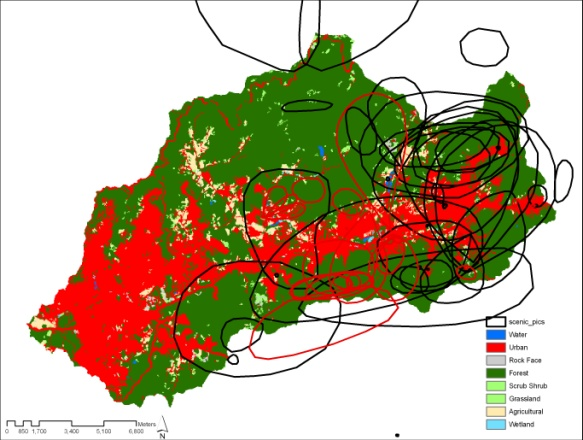 scenic_pics
Water
Urban
Rock Face
Forest
Scrub Shrub
Grassland
Agricultural
Wetland
Meters
0 850 1,700 3,400 5,100 6,800
N